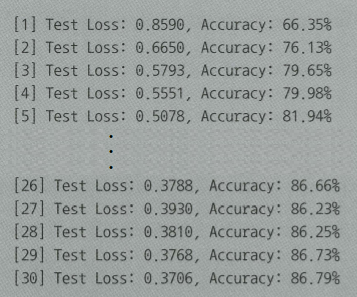 [1] Test Loss: 0.8590, Accuracy: 66.35%
[2] Test Loss: 0.6650, Accuracy: 76.13%
[3] Test Loss: 0.5793, Accuracy: 79.65%
[4] Test Loss: 0.5551, Accuracy: 79.98%
[5] Test Loss: 0.5078, Accuracy: 81.94%
.
.
.
[26] Test Loss: 0.3788, Accuracy: 86.66%
[27] Test Loss: 0.3930, Accuracy: 86.23%
[28] Test Loss: 0.3810, Accuracy: 86.25%
[29] Test Loss: 0.3768, Accuracy: 86.73%
[30] Test Loss: 0.3706, Accuracy: 86.79%